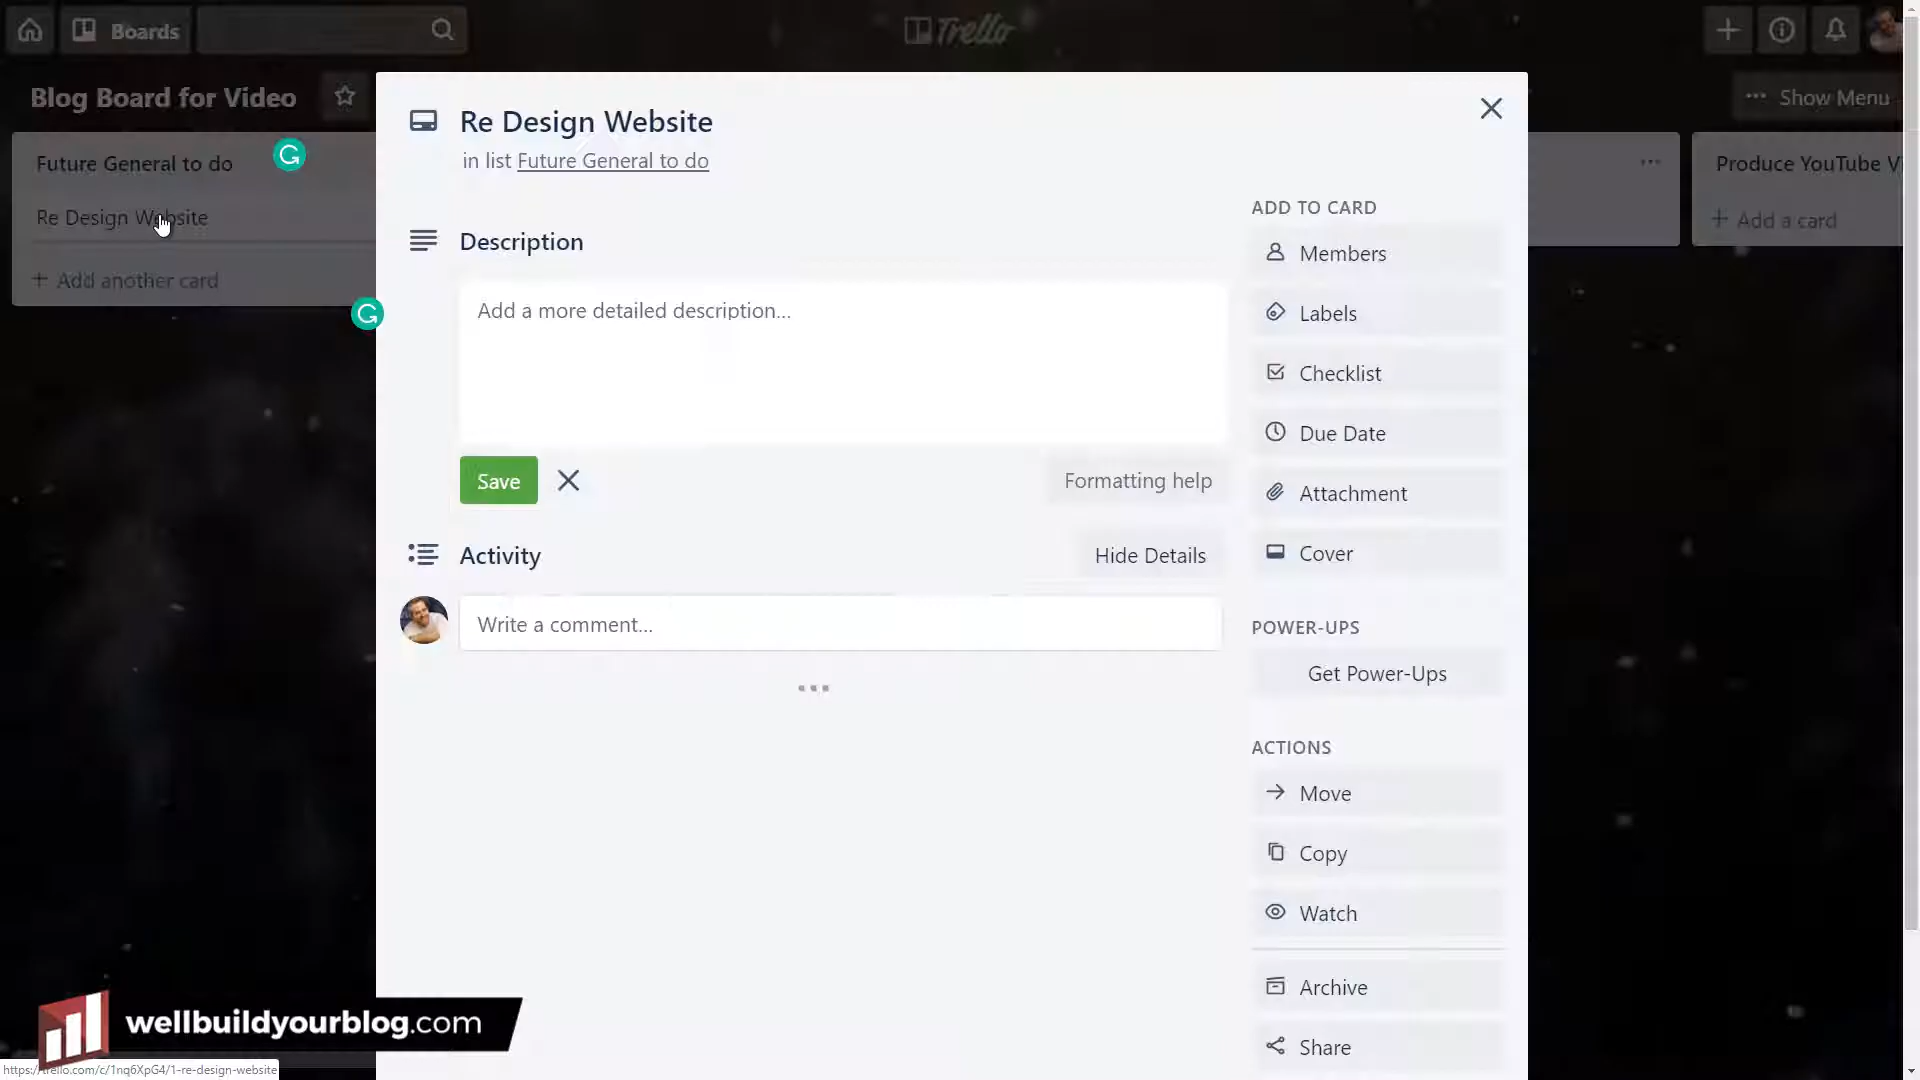 Boards
Trello
Blog Board for Video
Show Menu
Future General to do
Re Design Website
+ Add another card
Re Design Website
in list Future General to do
Description
Add a more detailed description...
Save
Formatting help
Activity
Hide Details
Write a comment...
ADD TO CARD
Members
Labels
Checklist
Due Date
Attachment
Cover
POWER-UPS
Get Power-Ups
ACTIONS
Move
Copy
Watch
Archive
Share
Produce YouTube Vi
+ Add a card
wellbuildyourblog.com
https://trello.com/c/1nq6XpG4/1-re-design-website